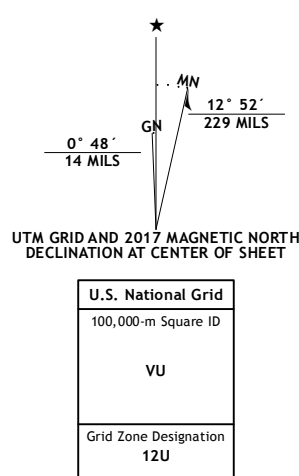 ★
MN
GN
12° 52´
229 MILS
0° 48´
14 MILS
UTM GRID AND 2017 MAGNETIC NORTH
DECLINATION AT CENTER OF SHEET
U.S. National Grid
100,000-m Square ID
VU
Grid Zone Designation
12U